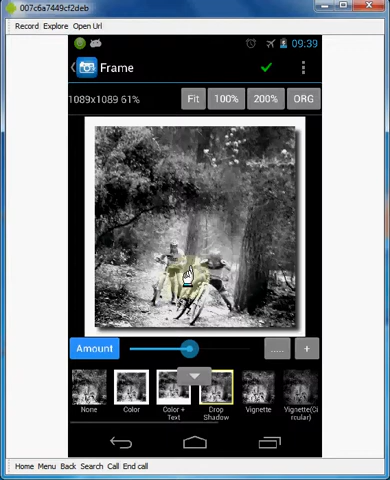 007c6a7449cf2deb
Record Explore Open Url
09:39
Frame
1089x1089 61% Fit 100% 200% ORG
Amount ..... +
None Color Color + Text Drop Shadow Vignette Vignette(Circular)
Home Menu Back Search Call End call